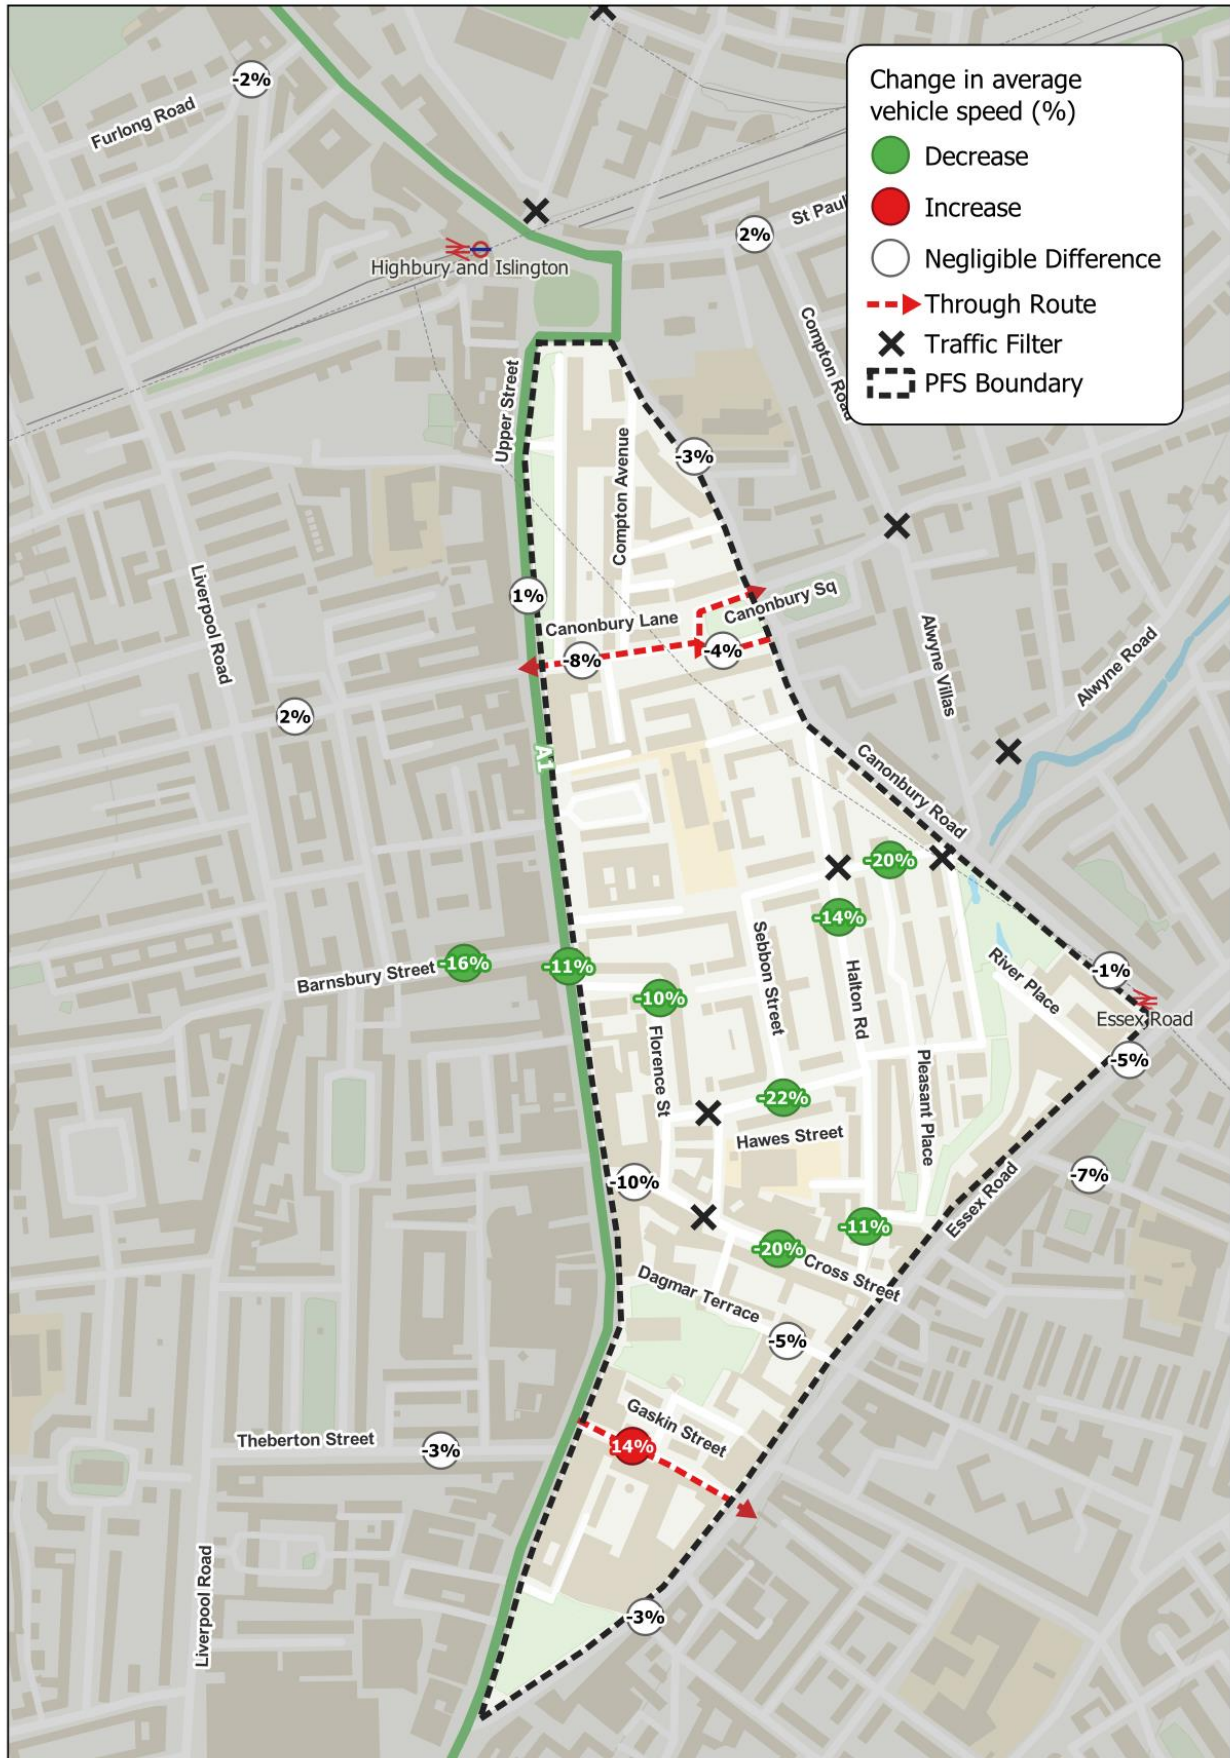 Change in average
vehicle speed (%)
Decrease
Increase
Negligible Difference
Through Route
Traffic Filter
PFS Boundary
-2%
Furlong Road
2%
St Paul
Highbury and Islington
Compton Road
Upper Street
Compton Avenue
-3%
Liverpool Road
1%
Canonbury Lane
Canonbury Sq
-8%
-4%
Alwyne Villas
Alwyne Road
2%
A1
Canonbury Road
-20%
-14%
Barnsbury Street
-16%
-11%
-10%
Sebbon Street
Halton Rd
River Place
-1%
Essex Road
-5%
Florence St
Pleasant Place
-22%
Hawes Street
-10%
-7%
Essex Road
-11%
-20%
Cross Street
Dagmar Terrace
-5%
Gaskin Street
Theberton Street
-3%
14%
Liverpool Road
-3%